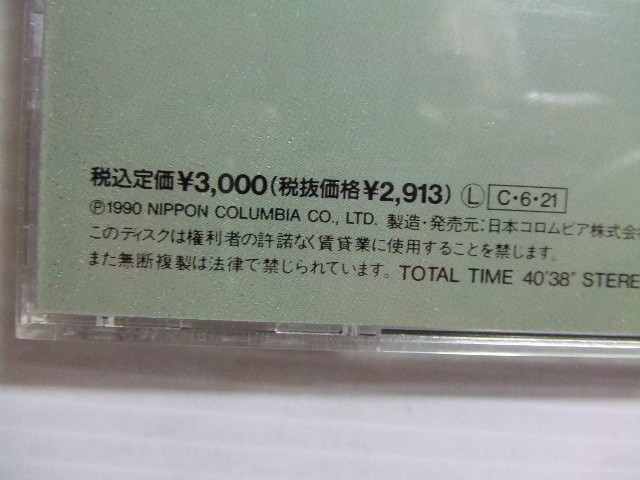 税込定価¥3,000(税抜価格¥2,913) Ⓛ C・6・21
Ⓟ1990 NIPPON COLUMBIA CO., LTD. 製造・発売元:日本コロムビア株式会社
このディスクは権利者の許諾なく賃貸業に使用することを禁じます。
また無断複製は法律で禁じられています。 TOTAL TIME 40'38" STERE